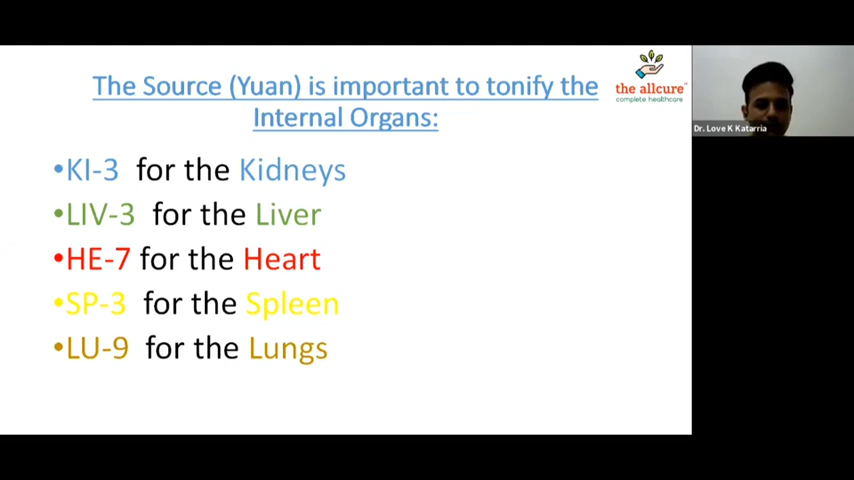 The Source (Yuan) is important to tonify the
Internal Organs:
•KI-3 for the Kidneys
•LIV-3 for the Liver
•HE-7 for the Heart
•SP-3 for the Spleen
•LU-9 for the Lungs
the allcure™
complete healthcare
Dr. Love K Katarria